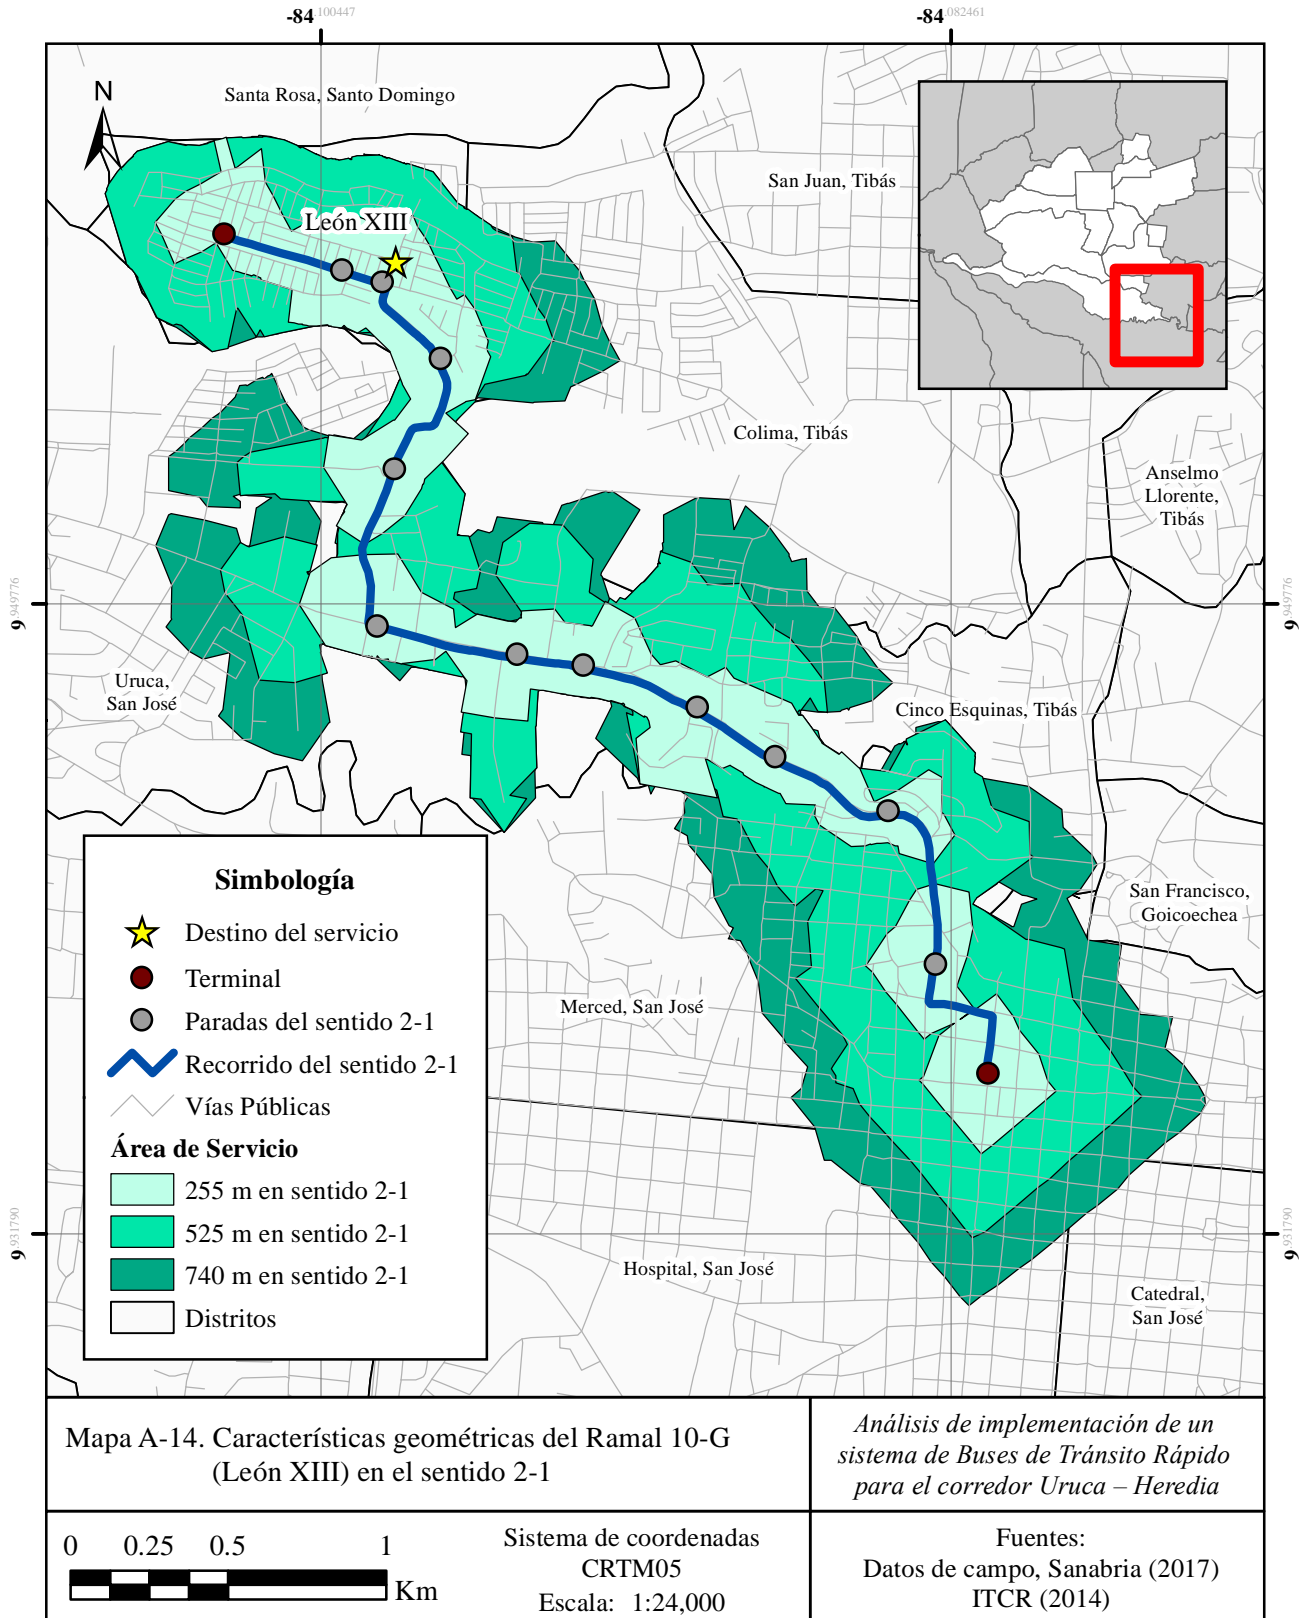 -84.100447
-84.082461
N
Santa Rosa, Santo Domingo
San Juan, Tibás
León XIII
Colima, Tibás
Anselmo
Llorente,
Tibás
9.949776
9.949776
Uruca,
San José
Cinco Esquinas, Tibás
San Francisco,
Goicoechea
Merced, San José
9.931790
9.931790
Hospital, San José
Catedral,
San José
Simbología
Destino del servicio
Terminal
Paradas del sentido 2-1
Recorrido del sentido 2-1
Vías Públicas
Área de Servicio
255 m en sentido 2-1
525 m en sentido 2-1
740 m en sentido 2-1
Distritos
Mapa A-14. Características geométricas del Ramal 10-G
(León XIII) en el sentido 2-1
Análisis de implementación de un
sistema de Buses de Tránsito Rápido
para el corredor Uruca – Heredia
0 0.25 0.5 1
Km
Sistema de coordenadas
CRTM05
Escala: 1:24,000
Fuentes:
Datos de campo, Sanabria (2017)
ITCR (2014)